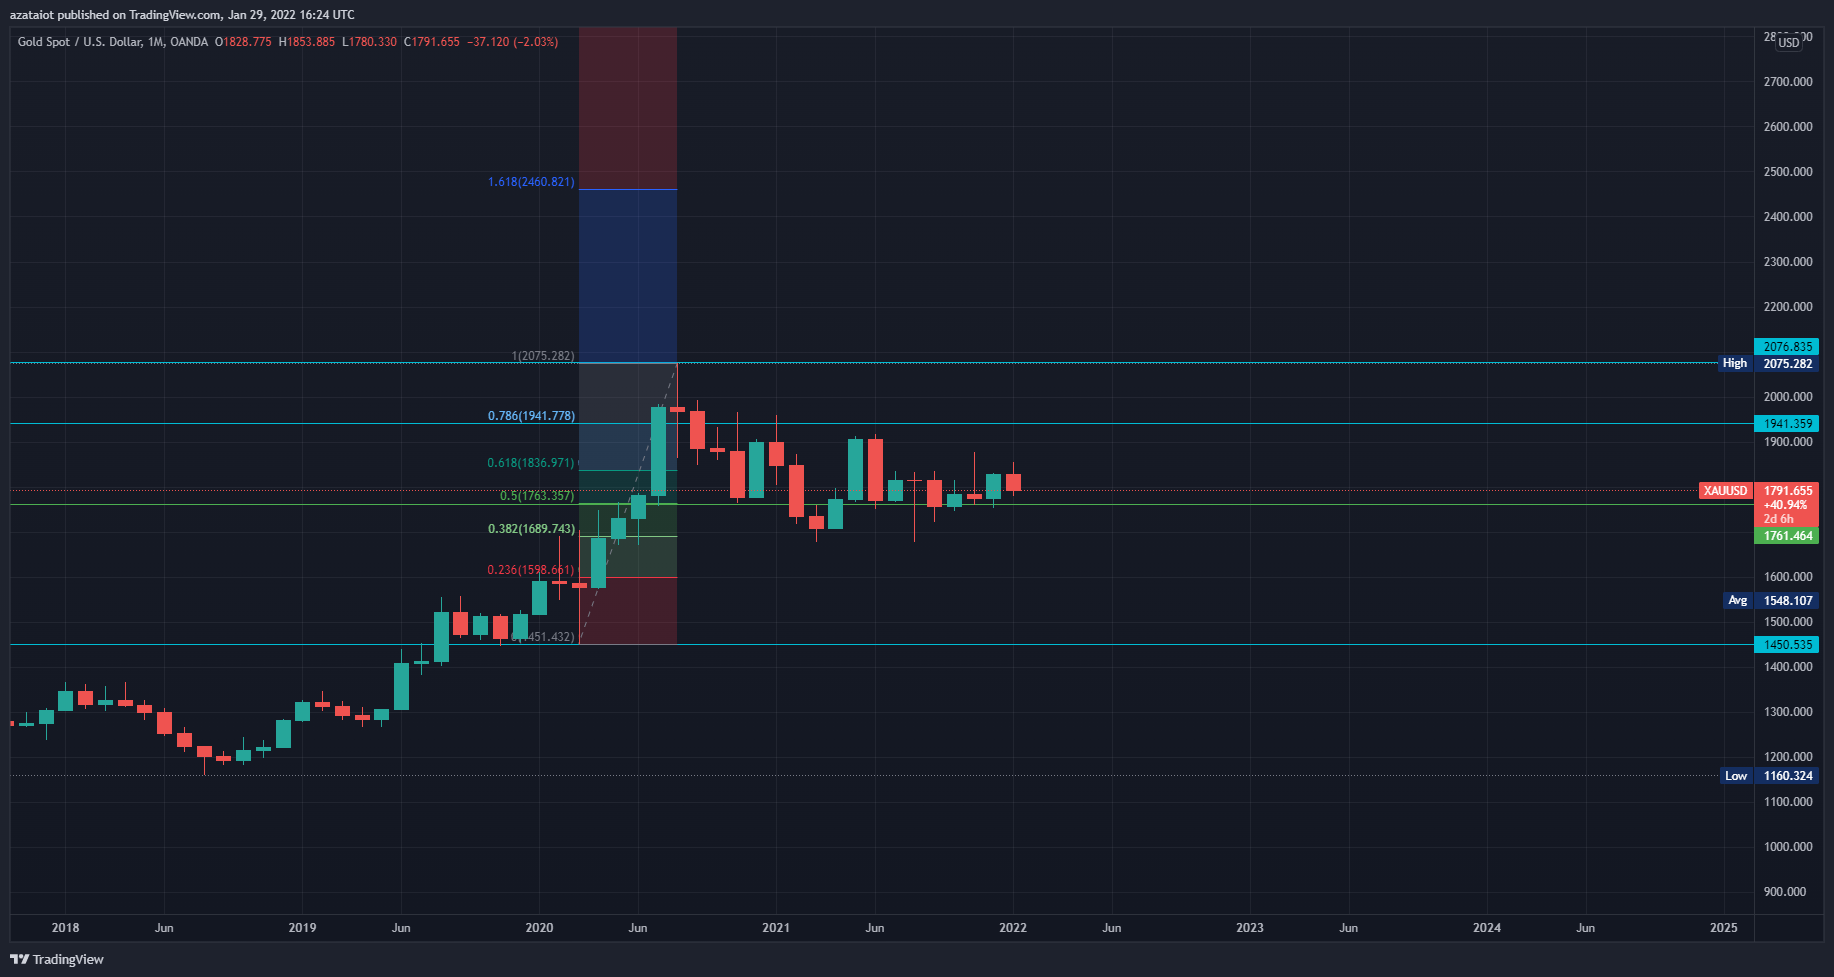 azataiot published on TradingView.com, Jan 29, 2022 16:24 UTC
Gold Spot / U.S. Dollar, 1M, OANDA O1828.775 H1853.885 L1780.330 C1791.655 −37.120 (−2.03%)
USD
2700.000
2600.000
1.618(2460.821)
2500.000
2400.000
2300.000
2200.000
2076.835
1(2075.282)
High 2075.282
2000.000
0.786(1941.778)
1941.359
1900.000
0.618(1836.971)
XAUUSD 1791.655
0.5(1763.357)
+40.94%
2d 6h
0.382(1689.743)
1761.464
0.236(1598.661)
1600.000
Avg 1548.107
1500.000
0(1451.432)
1450.535
1400.000
1300.000
1200.000
Low 1160.324
1100.000
1000.000
900.000
2018 Jun 2019 Jun 2020 Jun 2021 Jun 2022 Jun 2023 Jun 2024 Jun 2025
TradingView